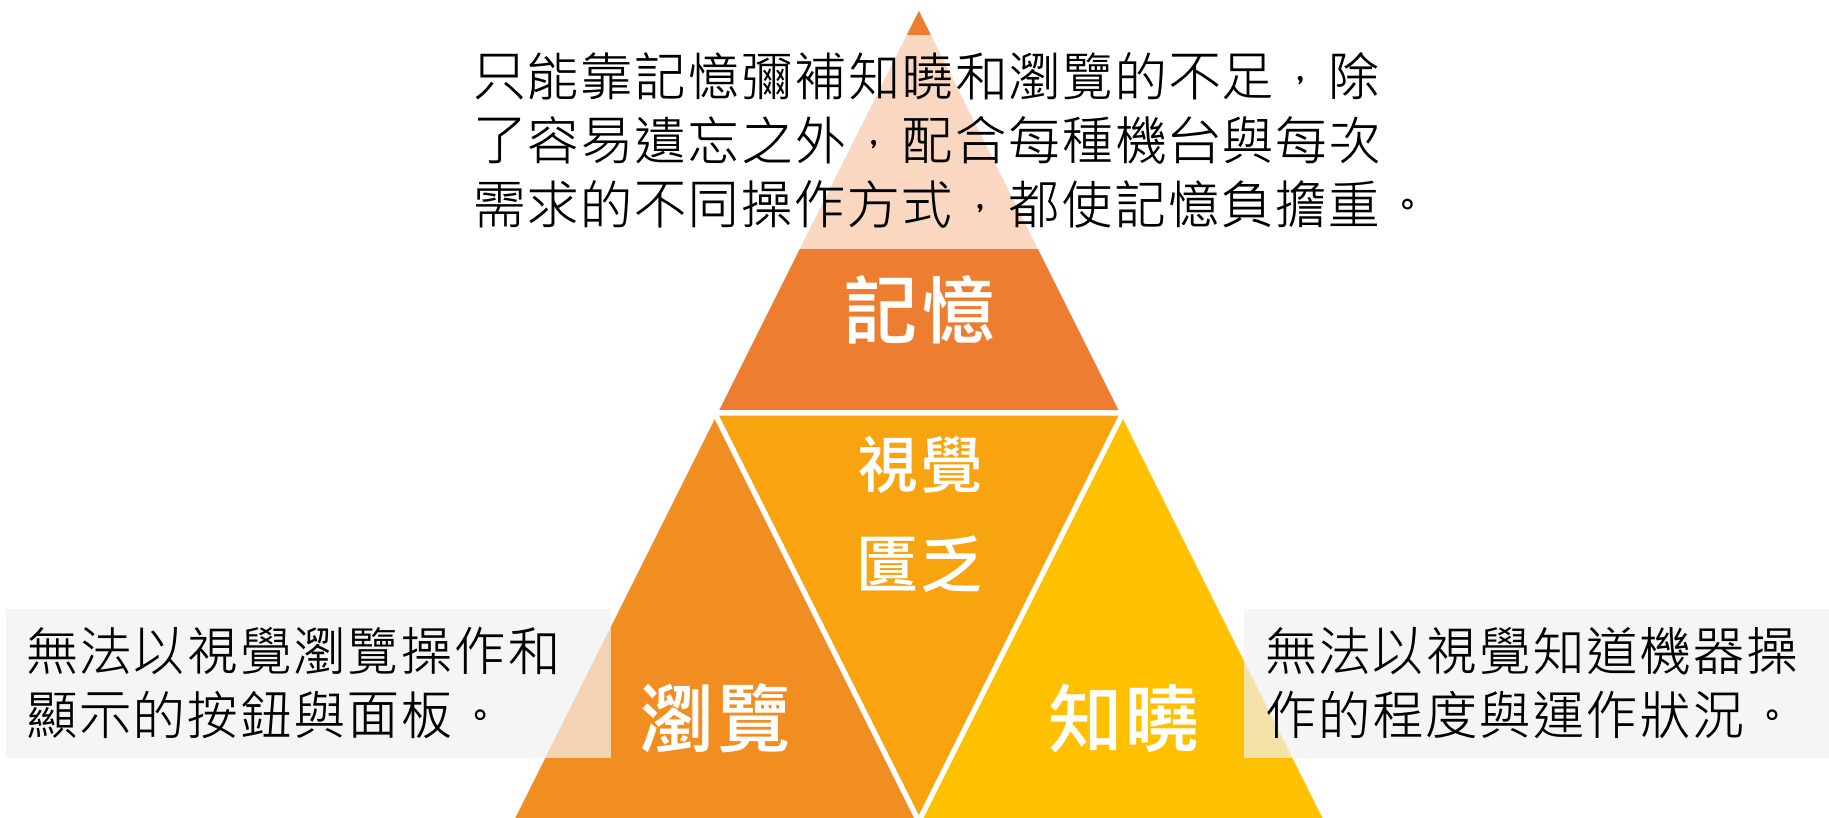 只能靠記憶彌補知曉和瀏覽的不足，除
了容易遺忘之外，配合每種機台與每次
需求的不同操作方式，都使記憶負擔重。
記憶
視覺
匱乏
無法以視覺瀏覽操作和
顯示的按鈕與面板。
瀏覽
知曉
無法以視覺知道機器操
作的程度與運作狀況。